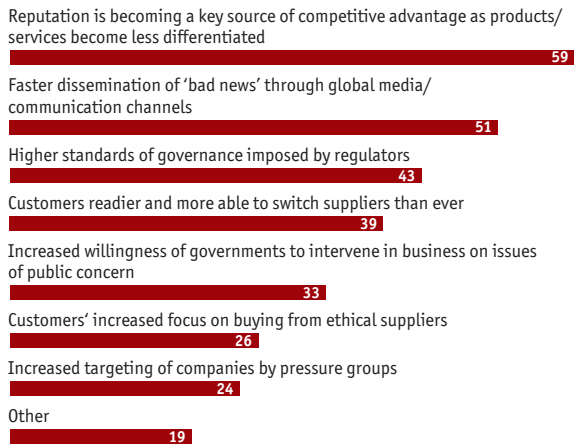 Reputation is becoming a key source of competitive advantage as products/
services become less differentiated
59
Faster dissemination of ‘bad news’ through global media/
communication channels
51
Higher standards of governance imposed by regulators
43
Customers readier and more able to switch suppliers than ever
39
Increased willingness of governments to intervene in business on issues
of public concern
33
Customers‘ increased focus on buying from ethical suppliers
26
Increased targeting of companies by pressure groups
24
Other
19